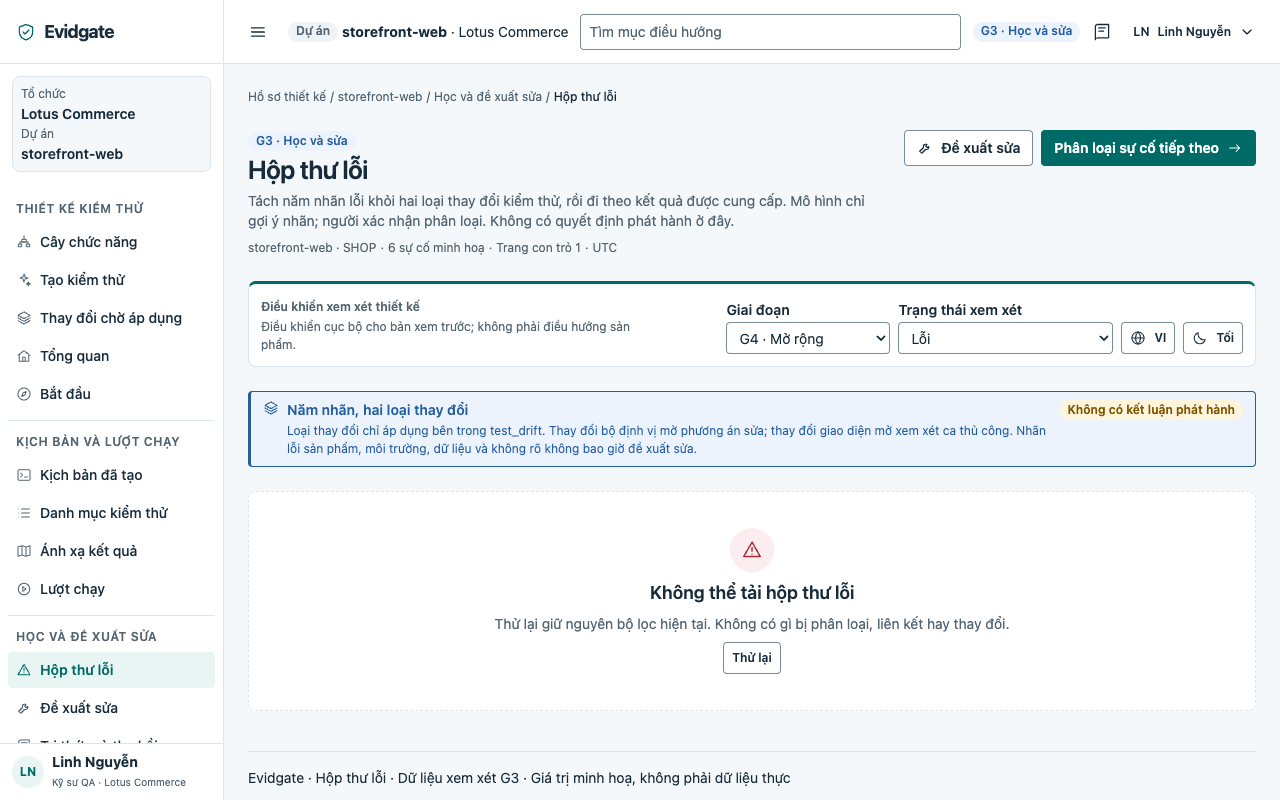 Evidgate
Dự án storefront-web · Lotus Commerce
Tìm mục điều hướng
G3 · Học và sửa
LN Linh Nguyễn
Tổ chức
Lotus Commerce
Dự án
storefront-web
THIẾT KẾ KIỂM THỬ
Cây chức năng
Tạo kiểm thử
Thay đổi chờ áp dụng
Tổng quan
Bắt đầu
KỊCH BẢN VÀ LƯỢT CHẠY
Kịch bản đã tạo
Danh mục kiểm thử
Ánh xạ kết quả
Lượt chạy
HỌC VÀ ĐỀ XUẤT SỬA
Hộp thư lỗi
Đề xuất sửa
LN Linh Nguyễn
Kỹ sư QA · Lotus Commerce
Hồ sơ thiết kế / storefront-web / Học và đề xuất sửa / Hộp thư lỗi
G3 · Học và sửa
Hộp thư lỗi
Tách năm nhãn lỗi khỏi hai loại thay đổi kiểm thử, rồi đi theo kết quả được cung cấp. Mô hình chỉ
gợi ý nhãn; người xác nhận phân loại. Không có quyết định phát hành ở đây.
storefront-web · SHOP · 6 sự cố minh hoạ · Trang con trỏ 1 · UTC
Đề xuất sửa
Phân loại sự cố tiếp theo
Điều khiển xem xét thiết kế
Điều khiển cục bộ cho bản xem trước; không phải điều hướng sản
phẩm.
Giai đoạn
G4 · Mở rộng
Trạng thái xem xét
Lỗi
VI
Tối
Năm nhãn, hai loại thay đổi
Không có kết luận phát hành
Loại thay đổi chỉ áp dụng bên trong test_drift. Thay đổi bộ định vị mở phương án sửa; thay đổi giao diện mở xem xét ca thủ công. Nhãn
lỗi sản phẩm, môi trường, dữ liệu và không rõ không bao giờ đề xuất sửa.
Không thể tải hộp thư lỗi
Thử lại giữ nguyên bộ lọc hiện tại. Không có gì bị phân loại, liên kết hay thay đổi.
Thử lại
Evidgate · Hộp thư lỗi · Dữ liệu xem xét G3 · Giá trị minh hoạ, không phải dữ liệu thực